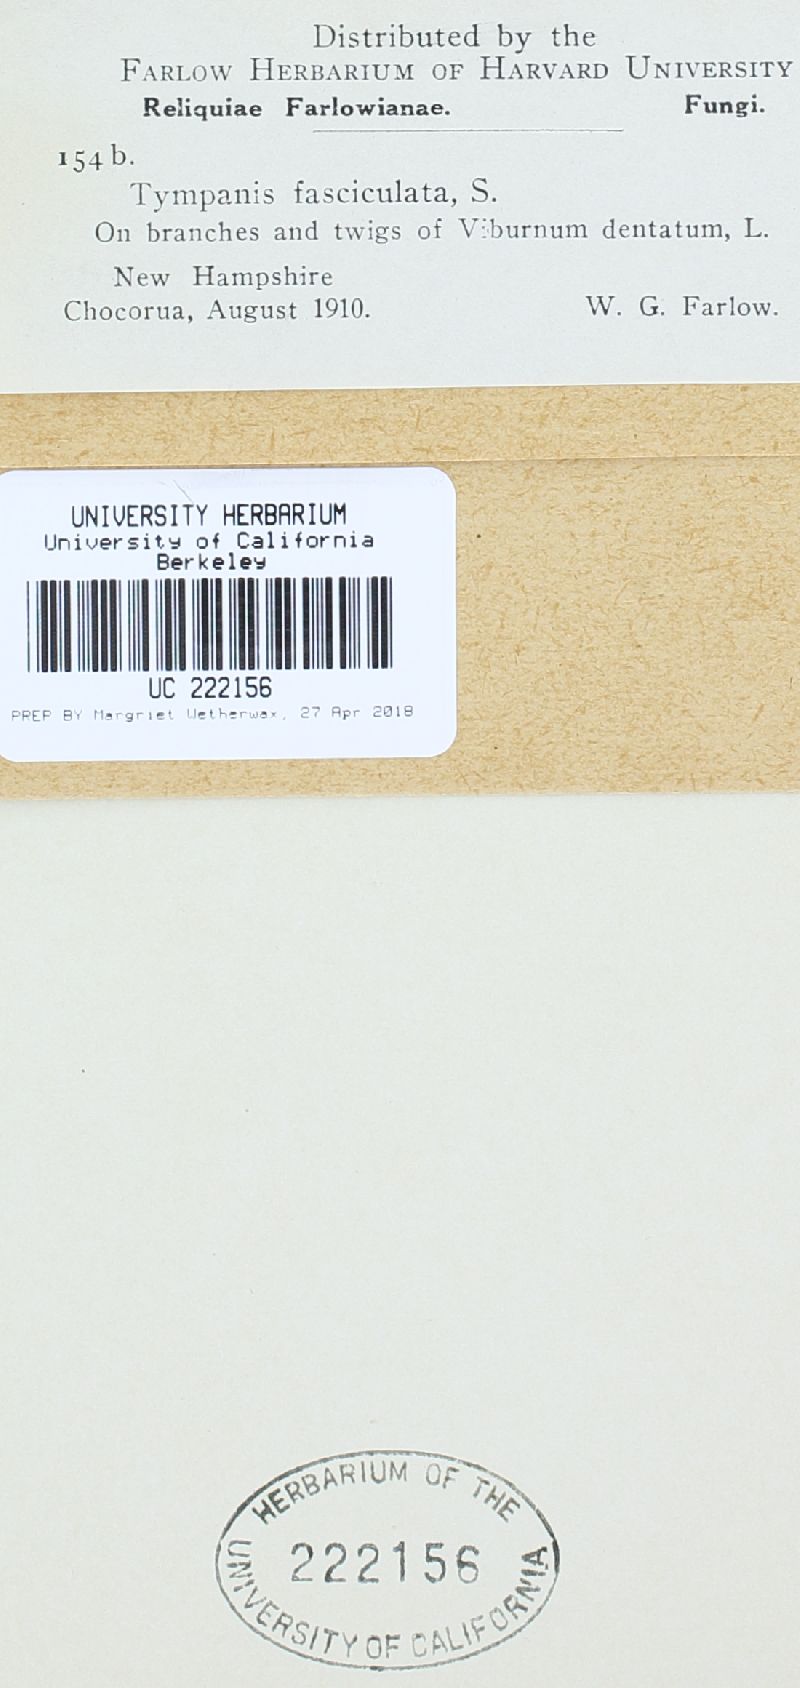 Distributed by the
FARLOW HERBARIUM OF HARVARD UNIVERSITY
Reliquiae Farlowianae. Fungi.
154 b.
Tympanis fasciculata, S.
On branches and twigs of Viburnum dentatum, L.
New Hampshire
Chocorua, August 1910. W. G. Farlow.
UNIVERSITY HERBARIUM
University of California
Berkeley
UC 222156
PREP BY Margriet Wetherwax, 27 Apr 2018
HERBARIUM OF THE
222156
UNIVERSITY OF CALIFORNIA